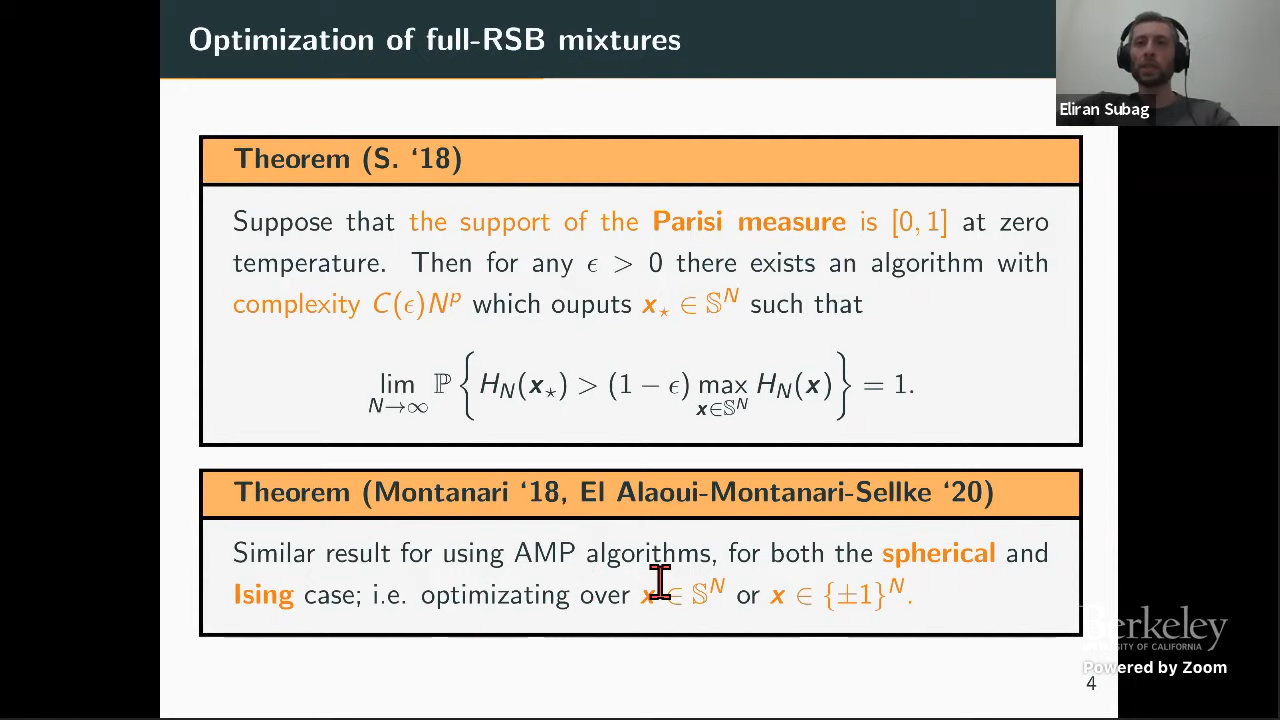 Optimization of full-RSB mixtures
Eliran Subag
Theorem (S. ‘18)
Suppose that the support of the Parisi measure is [0, 1] at zero
temperature. Then for any ϵ > 0 there exists an algorithm with
complexity C(ϵ)N^p which ouputs x⋆ ∈ 𝕊^N such that
lim_{N→∞} ℙ { H_N(x⋆) > (1 − ϵ) max_{x∈𝕊^N} H_N(x) } = 1.
Theorem (Montanari ‘18, El Alaoui-Montanari-Sellke ‘20)
Similar result for using AMP algorithms, for both the spherical and
Ising case; i.e. optimizating over x ∈ 𝕊^N or x ∈ {±1}^N.
Berkeley
UNIVERSITY OF CALIFORNIA
Powered by Zoom
4